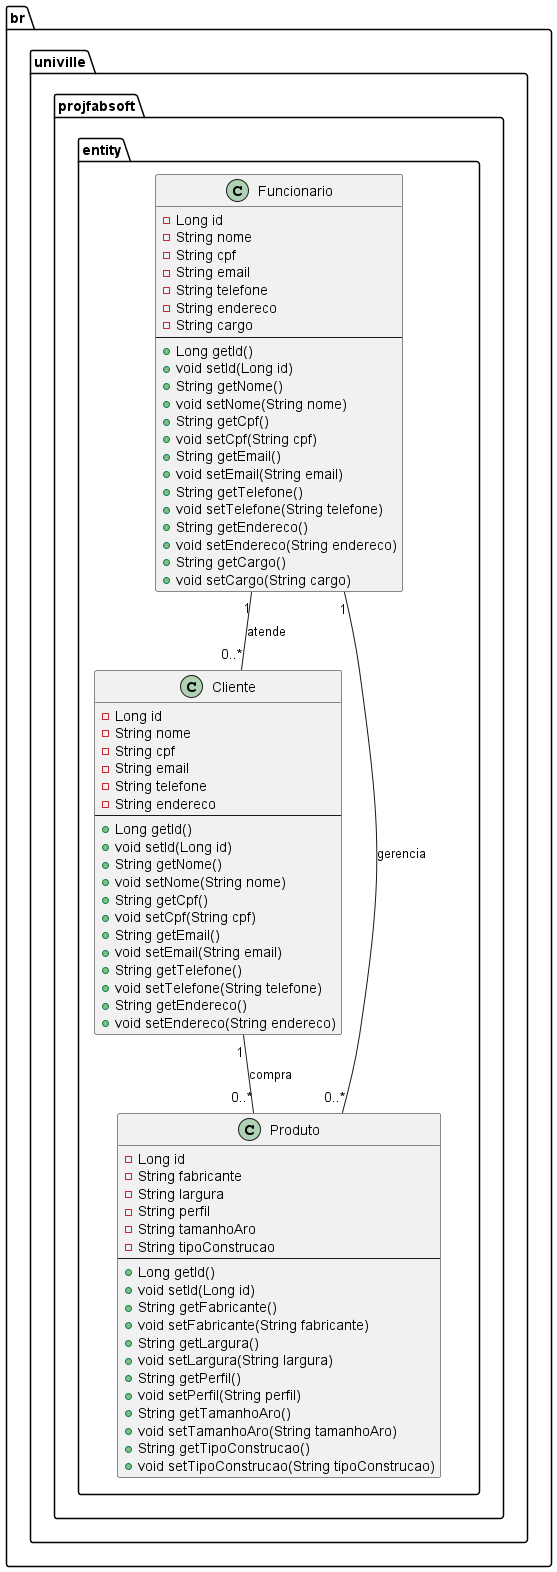 br
univille
projfabsoft
entity
C Funcionario
Long id
String nome
String cpf
String email
String telefone
String endereco
String cargo
Long getId()
void setId(Long id)
String getNome()
void setNome(String nome)
String getCpf()
void setCpf(String cpf)
String getEmail()
void setEmail(String email)
String getTelefone()
void setTelefone(String telefone)
String getEndereco()
void setEndereco(String endereco)
String getCargo()
void setCargo(String cargo)
1 1
atende
0..*
C Cliente
Long id
String nome
String cpf
String email
String telefone
String endereco
Long getId()
void setId(Long id)
String getNome()
void setNome(String nome)
String getCpf()
void setCpf(String cpf)
String getEmail()
void setEmail(String email)
String getTelefone()
void setTelefone(String telefone)
String getEndereco()
void setEndereco(String endereco)
gerencia
1
compra
0..* 0..*
C Produto
Long id
String fabricante
String largura
String perfil
String tamanhoAro
String tipoConstrucao
Long getId()
void setId(Long id)
String getFabricante()
void setFabricante(String fabricante)
String getLargura()
void setLargura(String largura)
String getPerfil()
void setPerfil(String perfil)
String getTamanhoAro()
void setTamanhoAro(String tamanhoAro)
String getTipoConstrucao()
void setTipoConstrucao(String tipoConstrucao)